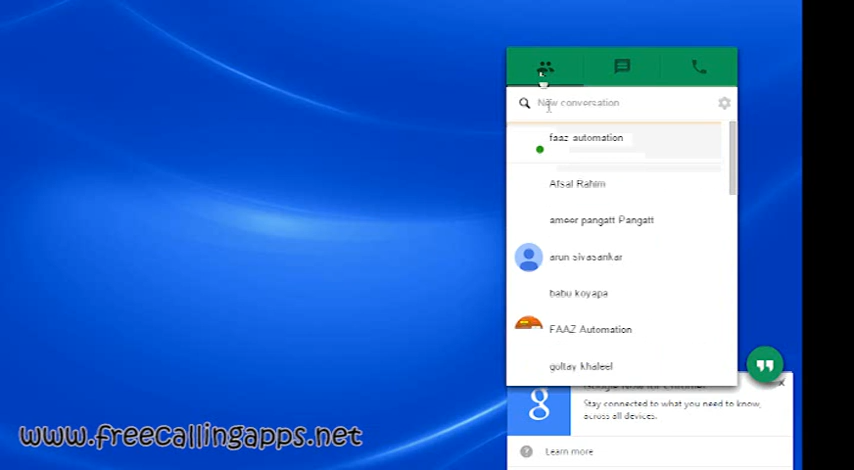 New conversation
faaz automation
Afsal Rahim
ameer pangatt Pangatt
arun sivasankar
babu koyapa
FAAZ Automation
goltay khaleel
Stay connected to what you need to know,
across all devices.
Learn more
www.freecallingapps.net